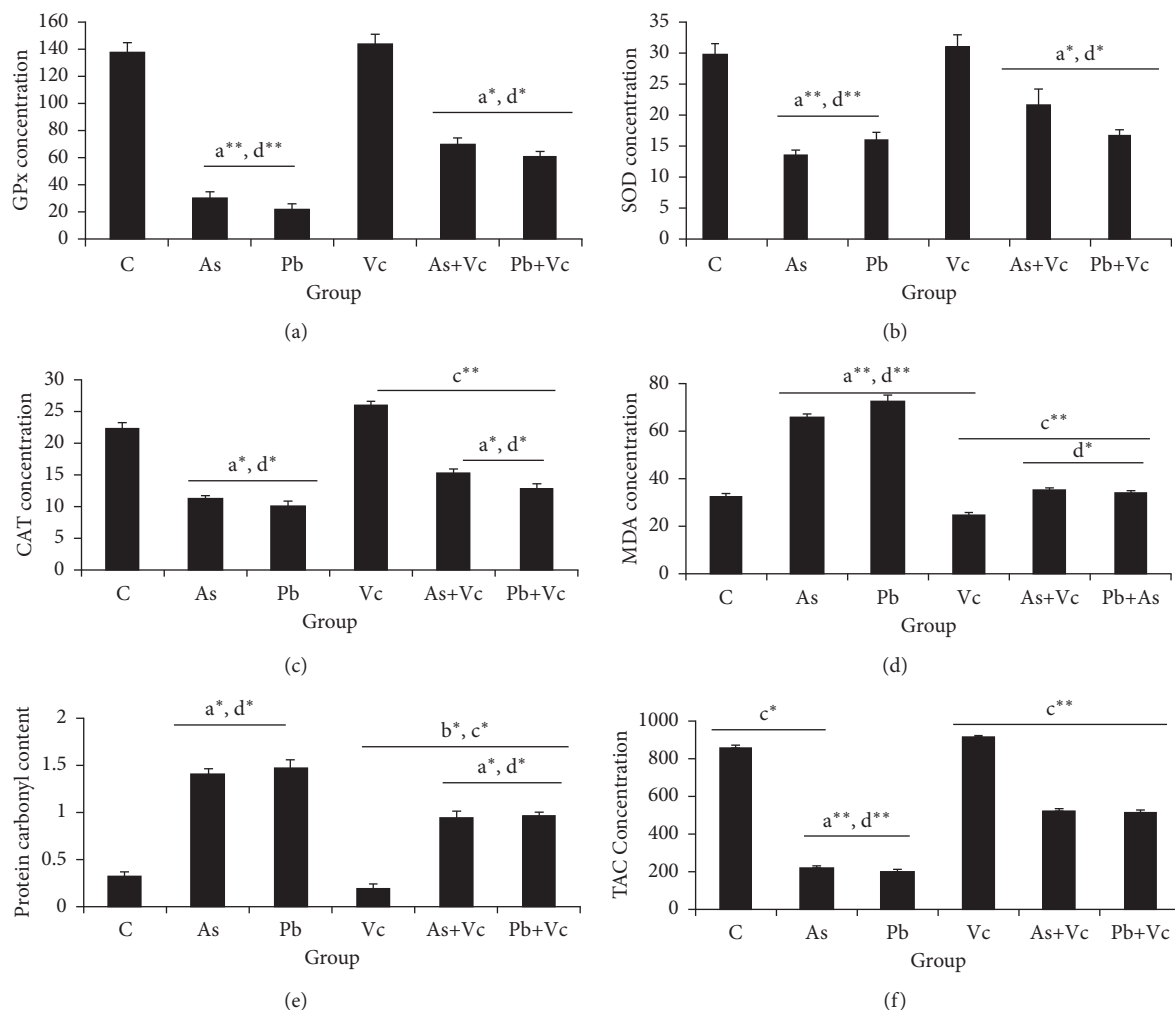 160
140
120
100
80
60
40
20
0
GPx concentration
a**, d**
a*, d*
C As Pb Vc As+Vc Pb+Vc
Group
(a)
35
30
25
20
15
10
5
0
SOD concentration
a**, d**
a*, d*
C As Pb Vc As+Vc Pb+Vc
Group
(b)
30
25
20
15
10
5
0
CAT concentration
c**
a*, d*
a*, d*
C As Pb Vc As+Vc Pb+Vc
Group
(c)
80
60
40
20
0
MDA concentration
a**, d**
c**
d*
C As Pb Vc As+Vc Pb+As
Group
(d)
2
1.5
1
0.5
0
Protein carbonyl content
a*, d*
b*, c*
a*, d*
C As Pb Vc As+Vc Pb+Vc
Group
(e)
1000
800
600
400
200
0
TAC Concentration
c*
c**
a**, d**
C As Pb Vc As+Vc Pb+Vc
Group
(f)